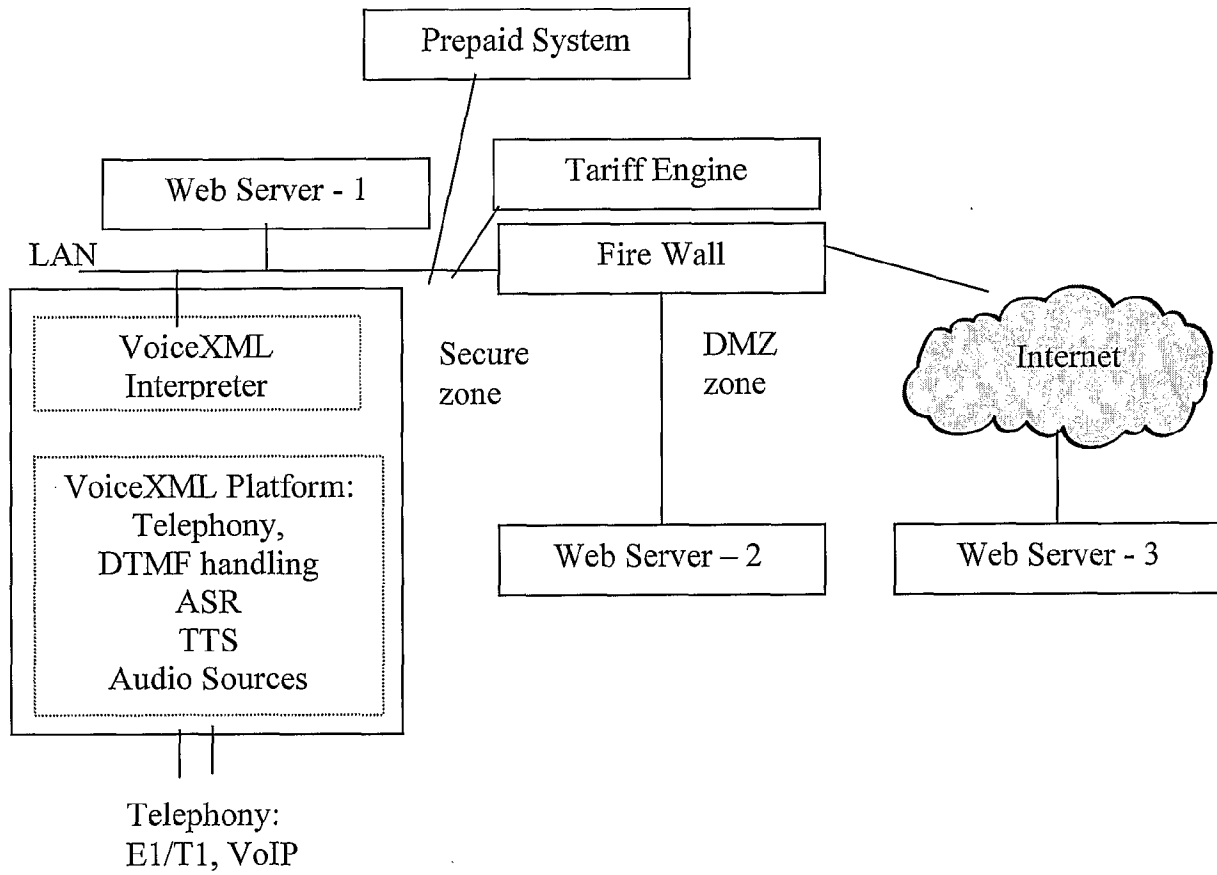 Prepaid System
Tariff Engine
Web Server - 1
LAN
Fire Wall
VoiceXML
Interpreter
Secure
zone
DMZ
zone
Internet
VoiceXML Platform:
Telephony,
DTMF handling
ASR
TTS
Audio Sources
Web Server – 2
Web Server - 3
Telephony:
E1/T1, VoIP